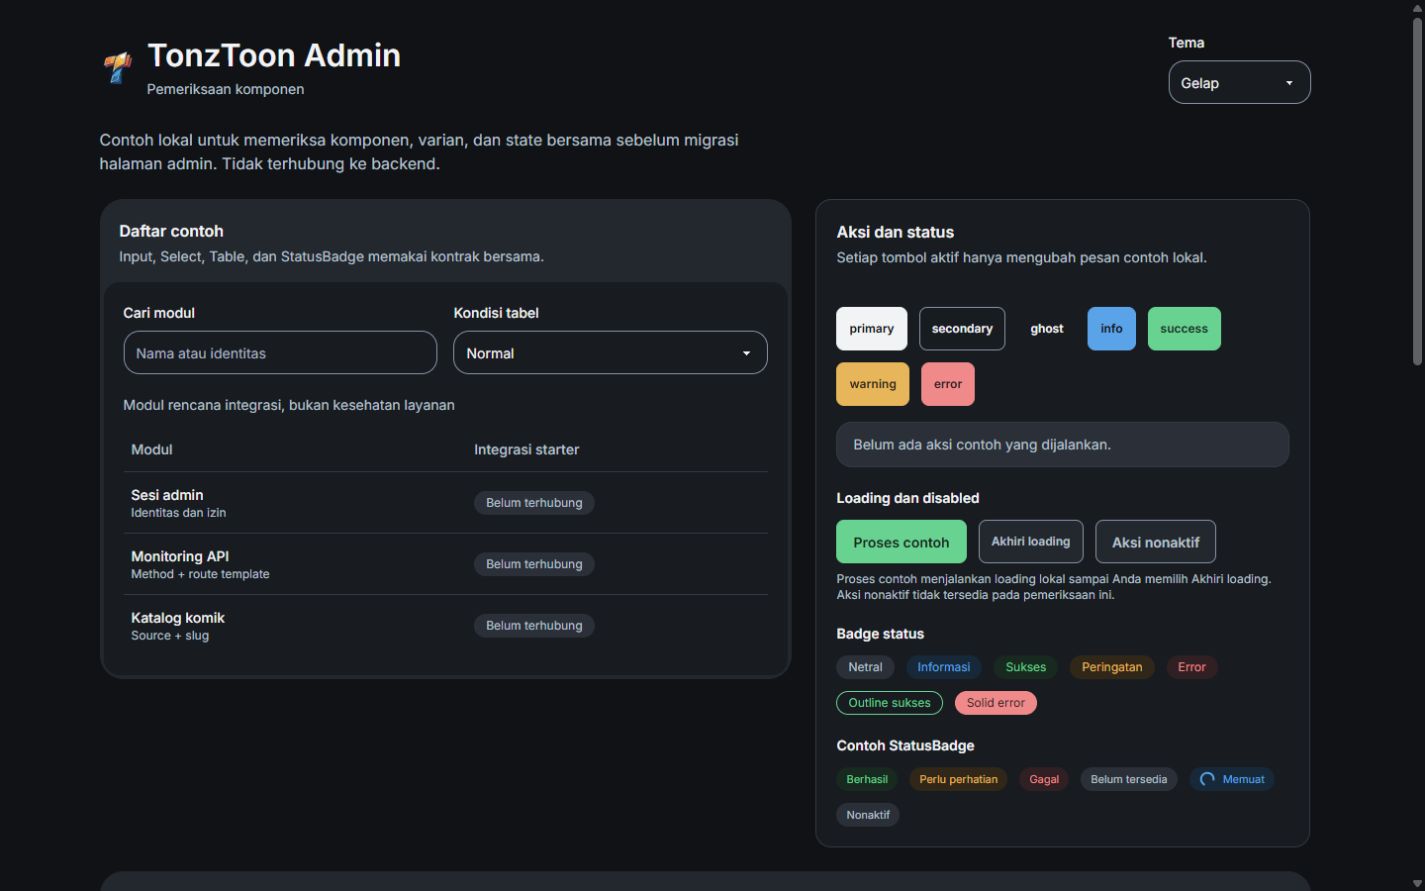 TonzToon Admin
Pemeriksaan komponen
Tema
Gelap
Contoh lokal untuk memeriksa komponen, varian, dan state bersama sebelum migrasi
halaman admin. Tidak terhubung ke backend.
Daftar contoh
Input, Select, Table, dan StatusBadge memakai kontrak bersama.
Cari modul
Kondisi tabel
Nama atau identitas
Normal
Modul rencana integrasi, bukan kesehatan layanan
Modul
Integrasi starter
Sesi admin
Identitas dan izin
Belum terhubung
Monitoring API
Method + route template
Belum terhubung
Katalog komik
Source + slug
Belum terhubung
Aksi dan status
Setiap tombol aktif hanya mengubah pesan contoh lokal.
primary
secondary
ghost
info
success
warning
error
Belum ada aksi contoh yang dijalankan.
Loading dan disabled
Proses contoh
Akhiri loading
Aksi nonaktif
Proses contoh menjalankan loading lokal sampai Anda memilih Akhiri loading.
Aksi nonaktif tidak tersedia pada pemeriksaan ini.
Badge status
Netral
Informasi
Sukses
Peringatan
Error
Outline sukses
Solid error
Contoh StatusBadge
Berhasil
Perlu perhatian
Gagal
Belum tersedia
Memuat
Nonaktif